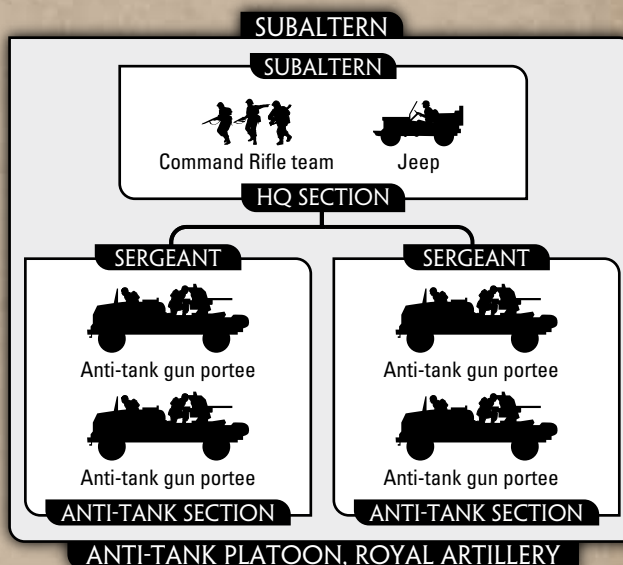 SUBALTERN
SUBALTERN
Command Rifle team
Jeep
HQ SECTION
SERGEANT
Anti-tank gun portee
Anti-tank gun portee
ANTI-TANK SECTION
SERGEANT
Anti-tank gun portee
Anti-tank gun portee
ANTI-TANK SECTION
ANTI-TANK PLATOON, ROYAL ARTILLERY